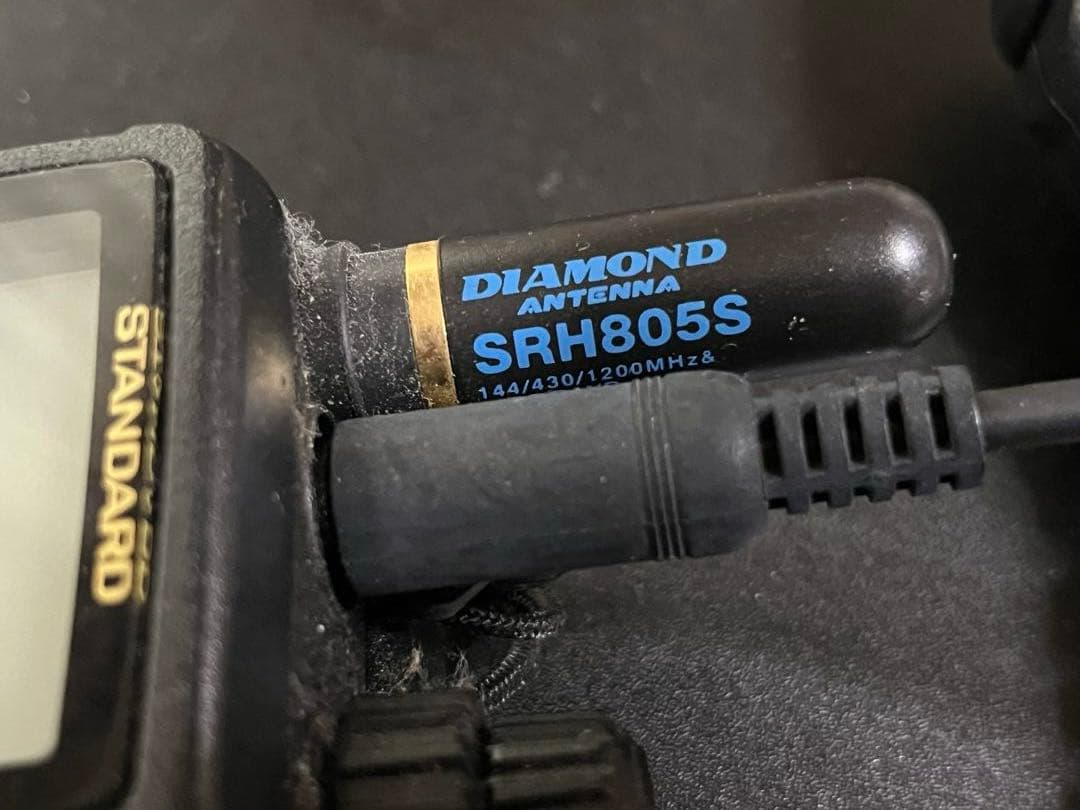 DIAMOND
ANTENNA
SRH805S
144/430/1200MHz&
STANDARD